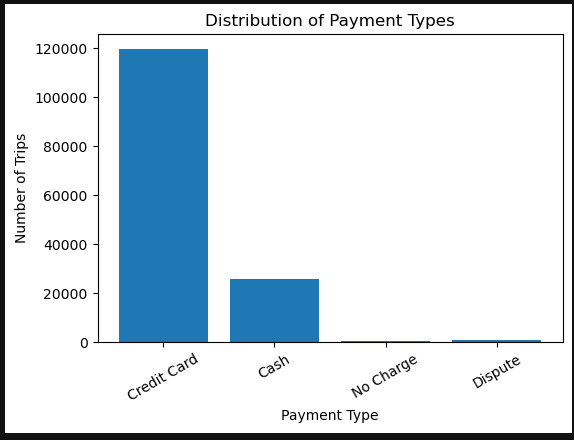 Distribution of Payment Types
120000
100000
80000
60000
40000
20000
0
Number of Trips
Credit Card
Cash
No Charge
Dispute
Payment Type